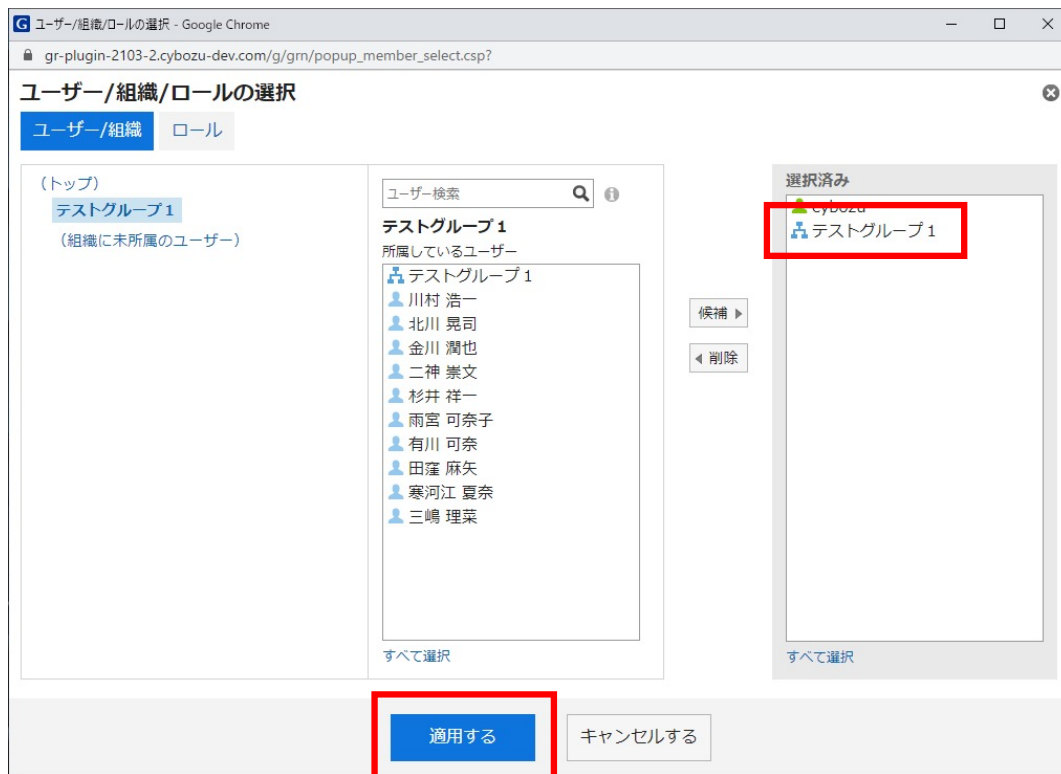 ユーザー/組織/ロールの選択 - Google Chrome
gr-plugin-2103-2.cybozu-dev.com/g/grn/popup_member_select.csp?
ユーザー/組織/ロールの選択
ユーザー/組織
ロール
(トップ)
テストグループ1
(組織に未所属のユーザー)
ユーザー検索
テストグループ1
所属しているユーザー
テストグループ1
川村 浩一
北川 晃司
金川 潤也
二神 崇文
杉井 祥一
雨宮 可奈子
有川 可奈
田窪 麻矢
寒河江 夏奈
三嶋 理菜
すべて選択
候補
削除
選択済み
cybozu
テストグループ1
すべて選択
適用する
キャンセルする